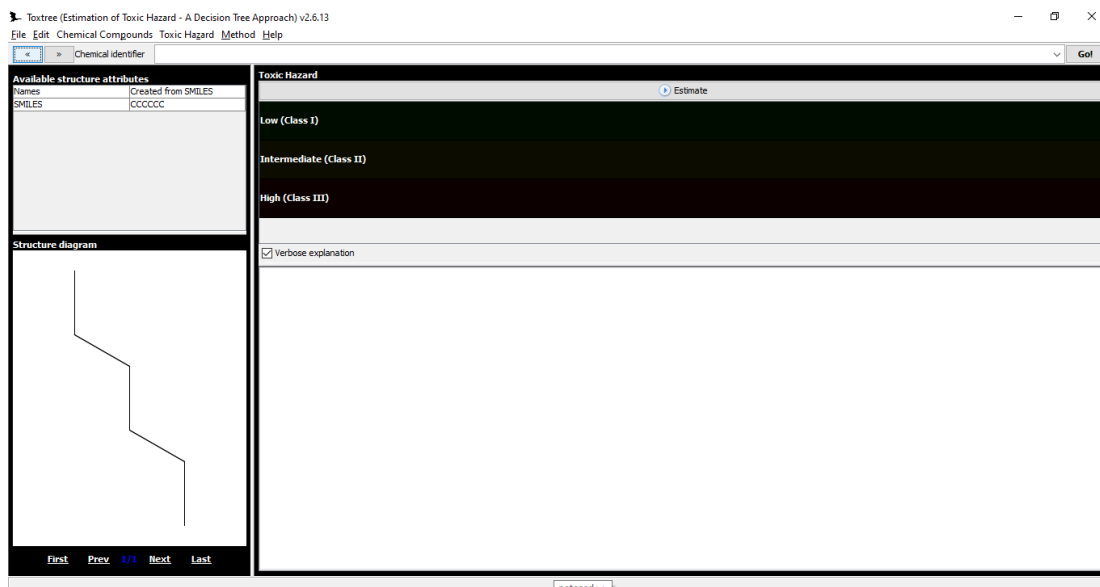 Toxtree (Estimation of Toxic Hazard - A Decision Tree Approach) v2.6.13
File Edit Chemical Compounds Toxic Hazard Method Help
« » Chemical identifier Go!
Available structure attributes
Names Created from SMILES
SMILES CCCCCC
Structure diagram
First Prev 1/1 Next Last
Toxic Hazard
Estimate
Low (Class I)
Intermediate (Class II)
High (Class III)
Verbose explanation